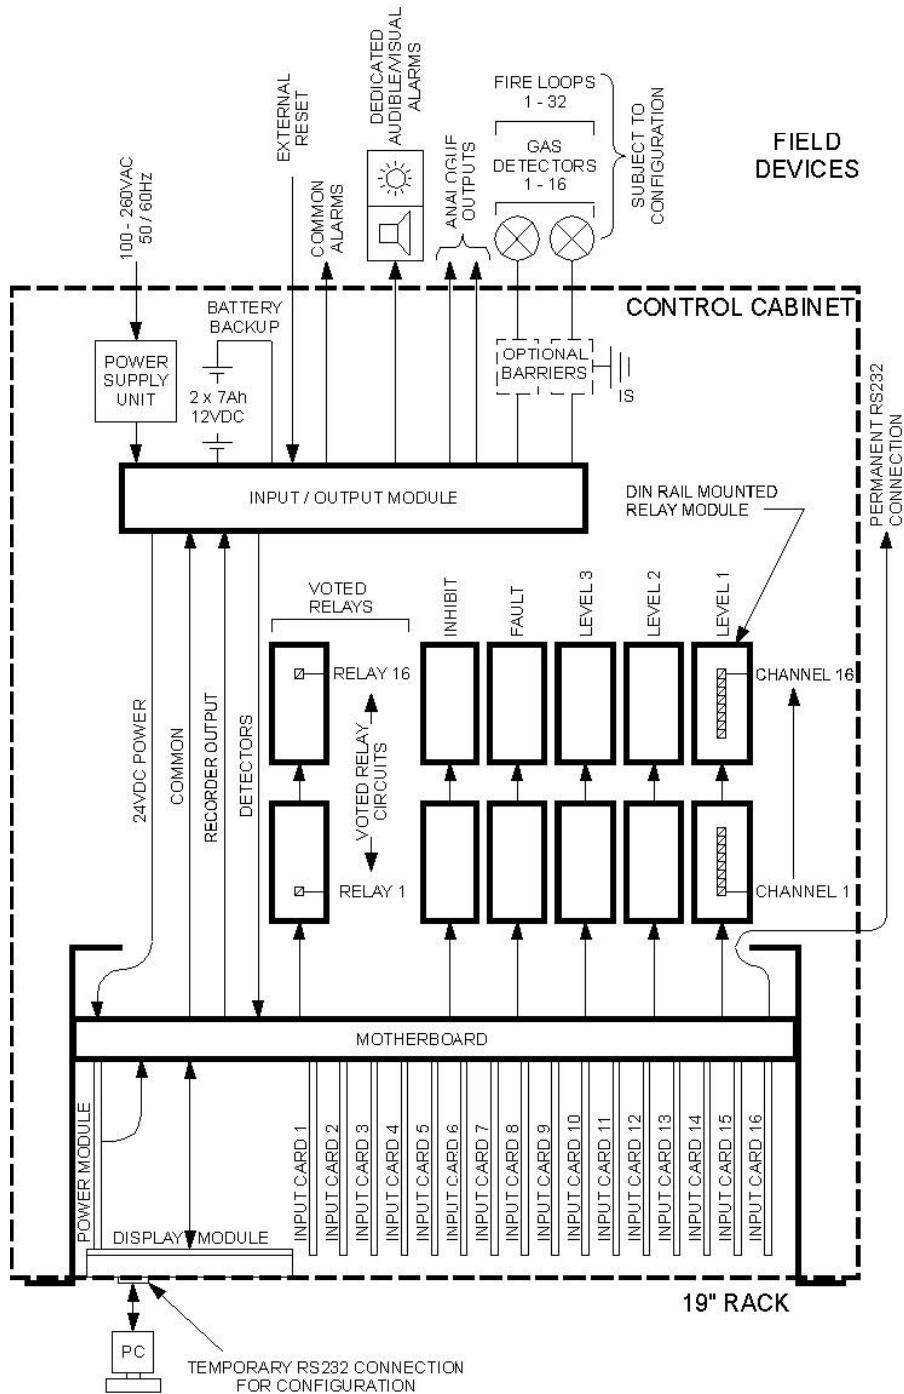 DEDICATED
AUDIBLE/VISUAL
ALARMS
FIRE LOOPS
1 - 32
GAS
DETECTORS
1 - 16
SUBJECT TO
CONFIGURATION
FIELD
DEVICES
EXTERNAL
RESET
COMMON
ALARMS
ANALOGUE
OUTPUTS
100 - 260VAC
50 / 60Hz
CONTROL CABINET
BATTERY
BACKUP
POWER
SUPPLY
UNIT
2 x 7Ah
12VDC
OPTIONAL
BARRIERS
IS
PERMANENT RS232
CONNECTION
INPUT / OUTPUT MODULE
DIN RAIL MOUNTED
RELAY MODULE
VOTED
RELAYS
INHIBIT
FAULT
LEVEL 3
LEVEL 2
LEVEL 1
RELAY 16
CHANNEL 16
24VDC POWER
COMMON
RECORDER OUTPUT
DETECTORS
VOTED RELAY
CIRCUITS
RELAY 1
CHANNEL 1
MOTHERBOARD
POWER MODULE
INPUT CARD 1
INPUT CARD 2
INPUT CARD 3
INPUT CARD 4
INPUT CARD 5
INPUT CARD 6
INPUT CARD 7
INPUT CARD 8
INPUT CARD 9
INPUT CARD 10
INPUT CARD 11
INPUT CARD 12
INPUT CARD 13
INPUT CARD 14
INPUT CARD 15
INPUT CARD 16
DISPLAY MODULE
19" RACK
PC
TEMPORARY RS232 CONNECTION
FOR CONFIGURATION